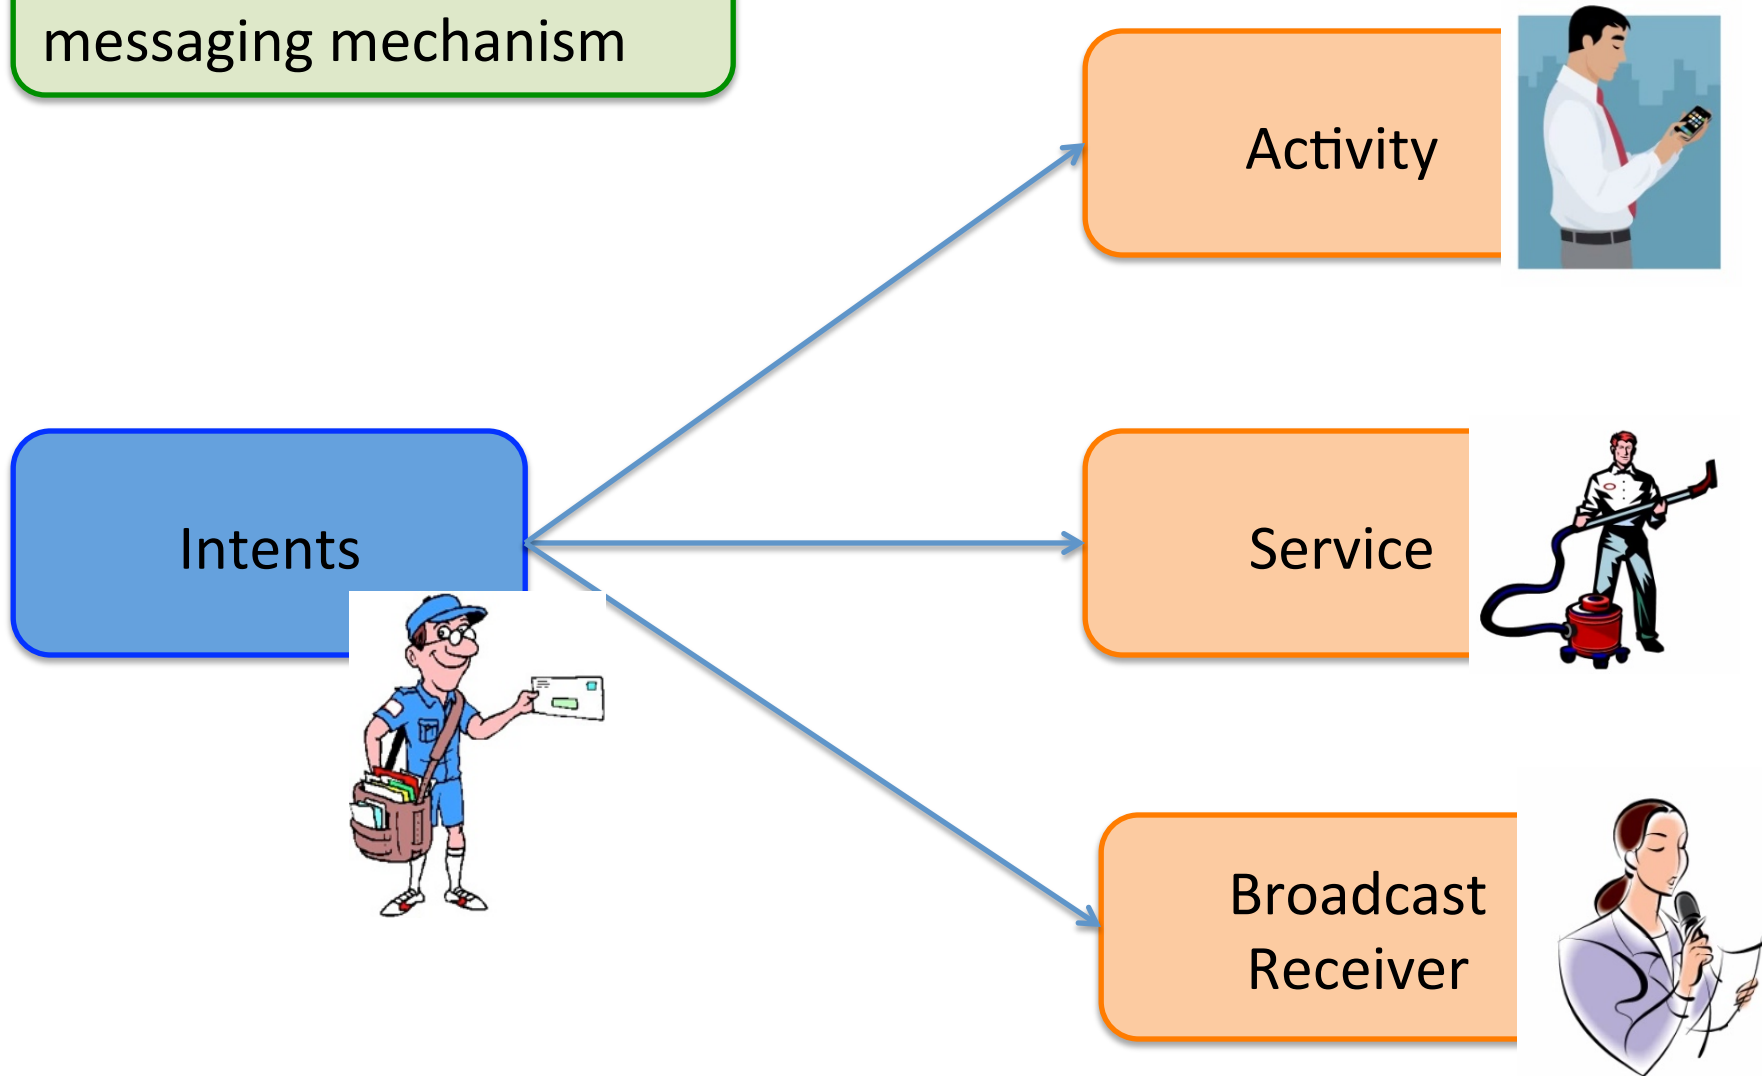 messaging mechanism
Activity
Intents
Service
Broadcast
Receiver